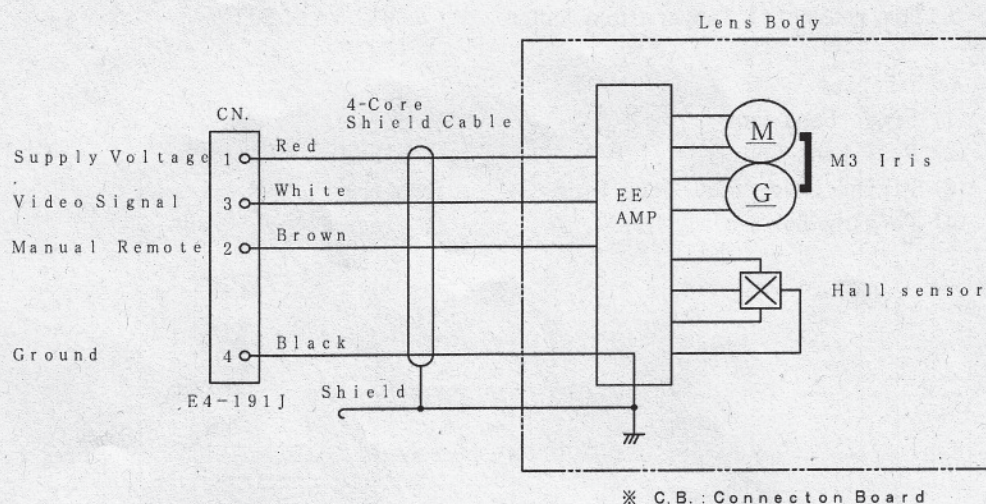 Lens Body
CN.
4-Core
Shield Cable
Supply Voltage 1 Red
Video Signal 3 White
Manual Remote 2 Brown
Ground 4 Black
E4-191J
Shield
EE
AMP
M
G
M3 Iris
Hall sensor
※ C.B.:Connecton Board